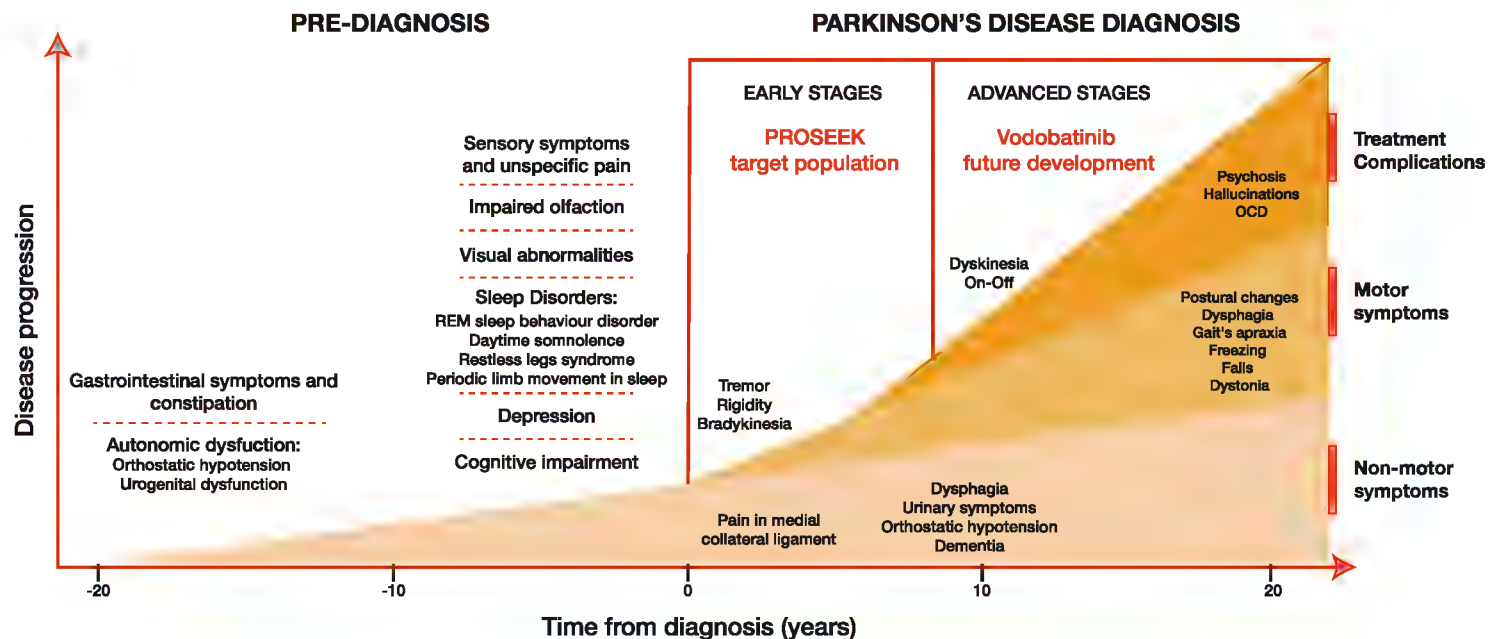 PRE-DIAGNOSIS
PARKINSON'S DISEASE DIAGNOSIS
Disease progression
Gastrointestinal symptoms and
constipation
Autonomic dysfuction:
Orthostatic hypotension
Urogenital dysfunction
Sensory symptoms
and unspecific pain
Impaired olfaction
Visual abnormalities
Sleep Disorders:
REM sleep behaviour disorder
Daytime somnolence
Restless legs syndrome
Periodic limb movement in sleep
Depression
Cognitive impairment
EARLY STAGES
PROSEEK
target population
Tremor
Rigidity
Bradykinesia
Pain in medial
collateral ligament
ADVANCED STAGES
Vodobatinib
future development
Dyskinesia
On-Off
Dysphagia
Urinary symptoms
Orthostatic hypotension
Dementia
Psychosis
Hallucinations
OCD
Postural changes
Dysphagia
Gait's apraxia
Freezing
Falls
Dystonia
Treatment
Complications
Motor
symptoms
Non-motor
symptoms
-20
-10
0
10
20
Time from diagnosis (years)